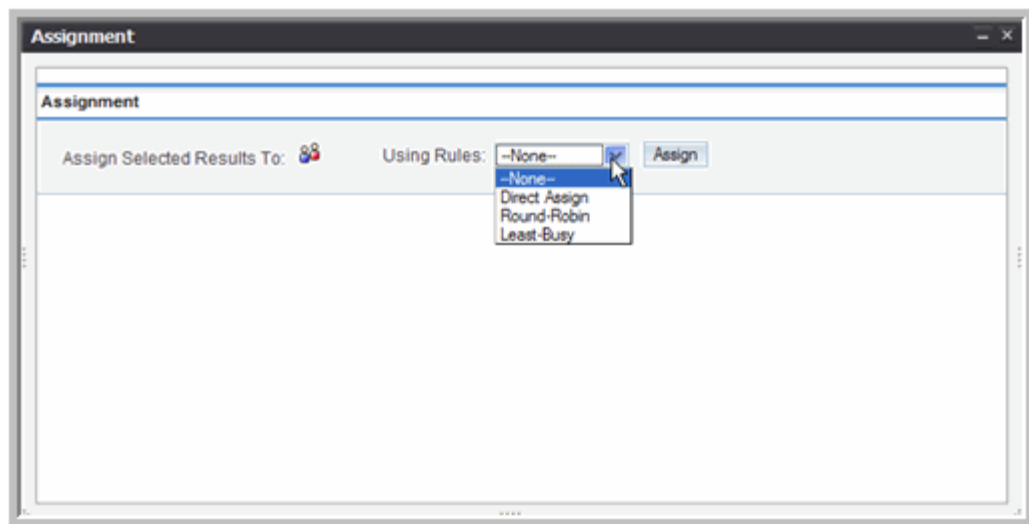 Assignment
Assignment
Assign Selected Results To: Using Rules: --None-- Assign
--None--
Direct Assign
Round-Robin
Least-Busy